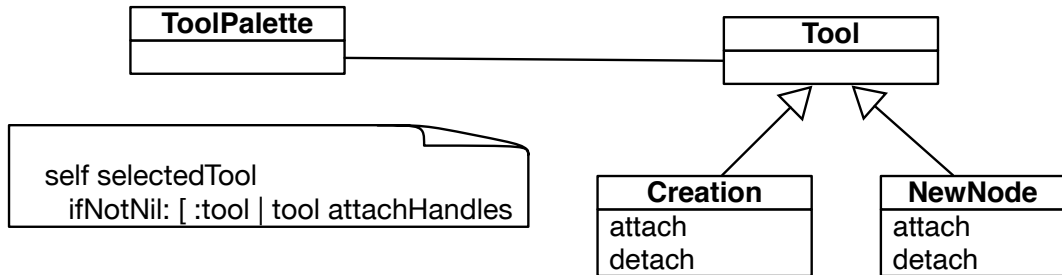 ToolPalette
Tool
self selectedTool
ifNotNil: [ :tool | tool attachHandles
Creation
attach
detach
NewNode
attach
detach